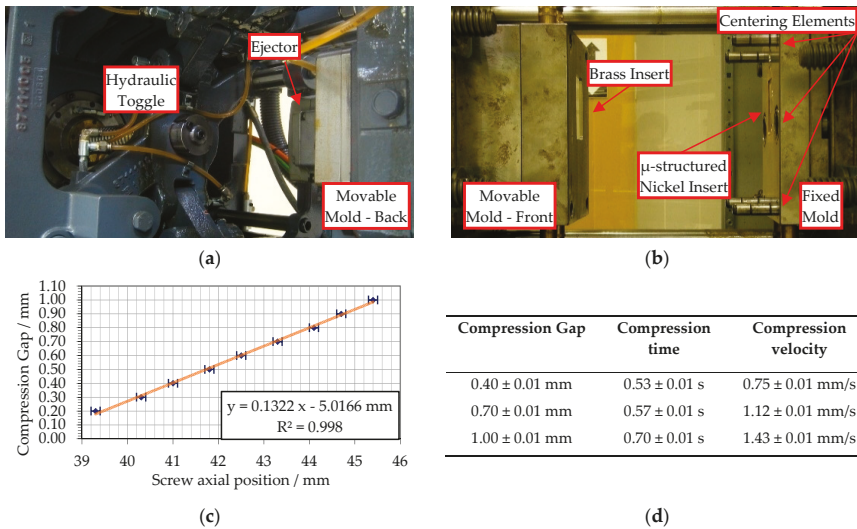 87111005 E 1
Hydraulic
Toggle
Ejector
Movable
Mold - Back
(a)
Centering Elements
Brass Insert
μ-structured
Nickel Insert
Movable
Mold - Front
Fixed
Mold
(b)
Compression Gap / mm
1.10
1.00
0.90
0.80
0.70
0.60
0.50
0.40
0.30
0.20
0.10
0.00
y = 0.1322 x - 5.0166 mm
R² = 0.998
39 40 41 42 43 44 45 46
Screw axial position / mm
(c)
Compression Gap Compression time Compression velocity
0.40 ± 0.01 mm 0.53 ± 0.01 s 0.75 ± 0.01 mm/s
0.70 ± 0.01 mm 0.57 ± 0.01 s 1.12 ± 0.01 mm/s
1.00 ± 0.01 mm 0.70 ± 0.01 s 1.43 ± 0.01 mm/s
(d)